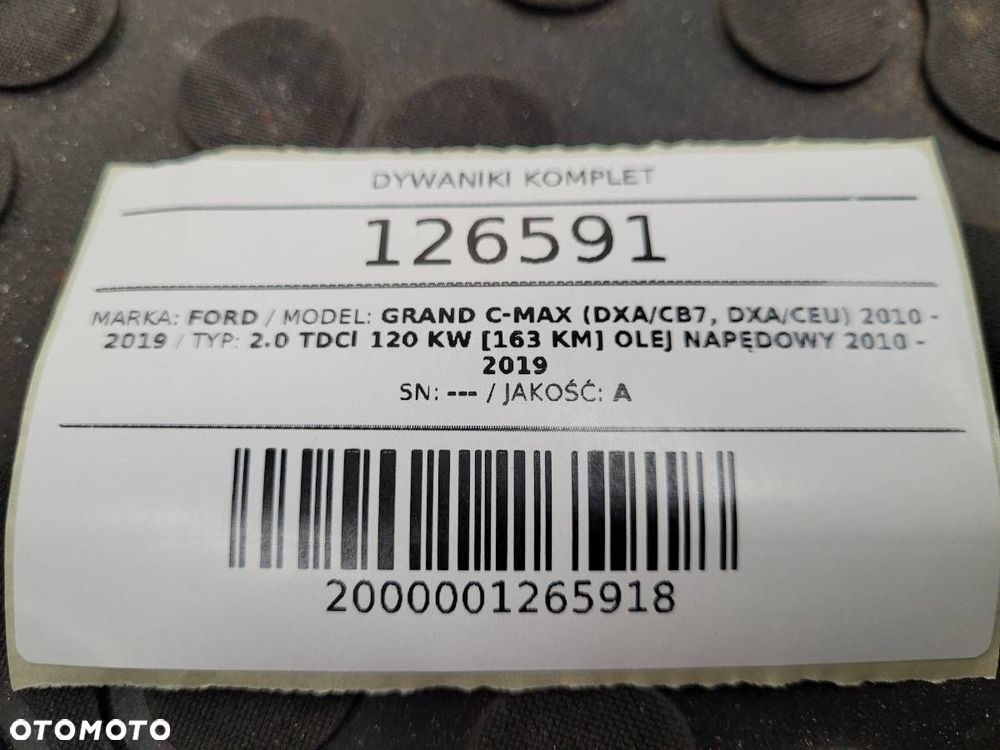 DYWANIKI KOMPLET
126591
MARKA: FORD / MODEL: GRAND C-MAX (DXA/CB7, DXA/CEU) 2010 -
2019 / TYP: 2.0 TDCI 120 KW [163 KM] OLEJ NAPĘDOWY 2010 -
2019
SN: --- / JAKOŚĆ: A
2000001265918
OTOMOTO